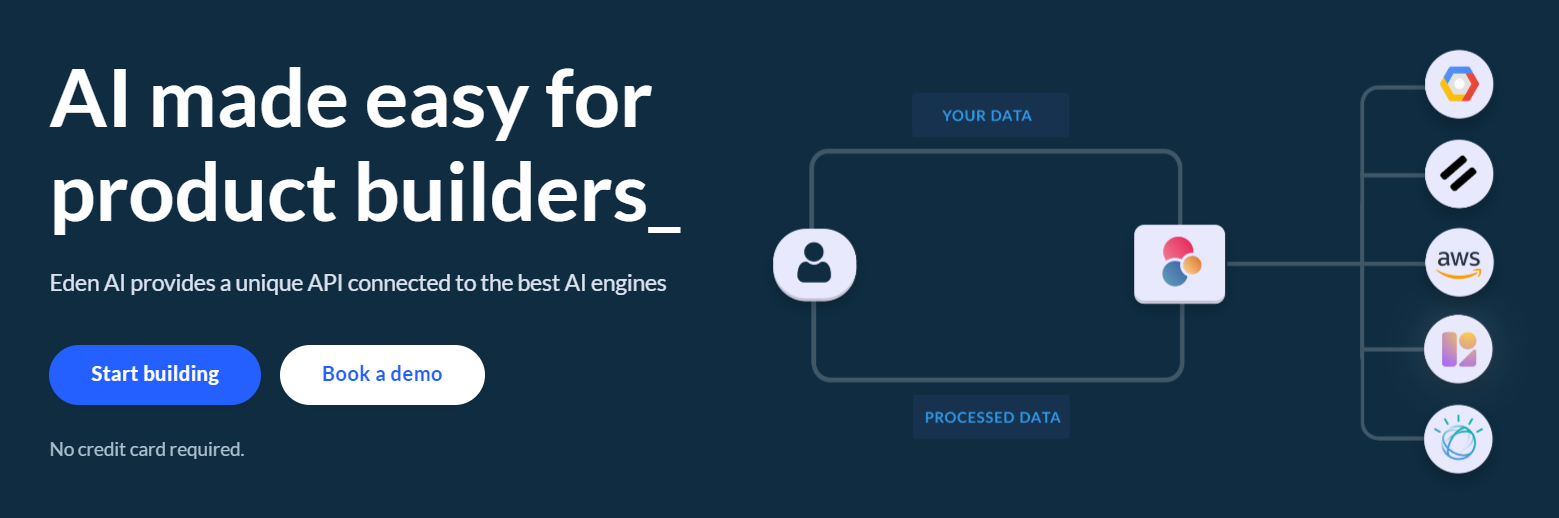 AI made easy for
product builders_
Eden AI provides a unique API connected to the best AI engines
Start building
Book a demo
No credit card required.
YOUR DATA
PROCESSED DATA
aws